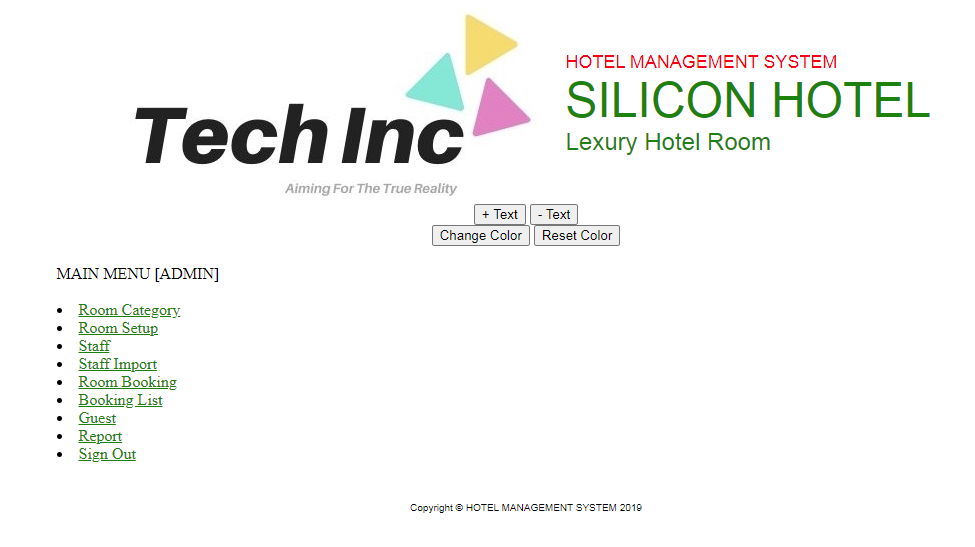 Tech Inc
Aiming For The True Reality
HOTEL MANAGEMENT SYSTEM
SILICON HOTEL
Lexury Hotel Room
+ Text - Text
Change Color Reset Color
MAIN MENU [ADMIN]
Room Category
Room Setup
Staff
Staff Import
Room Booking
Booking List
Guest
Report
Sign Out
Copyright © HOTEL MANAGEMENT SYSTEM 2019